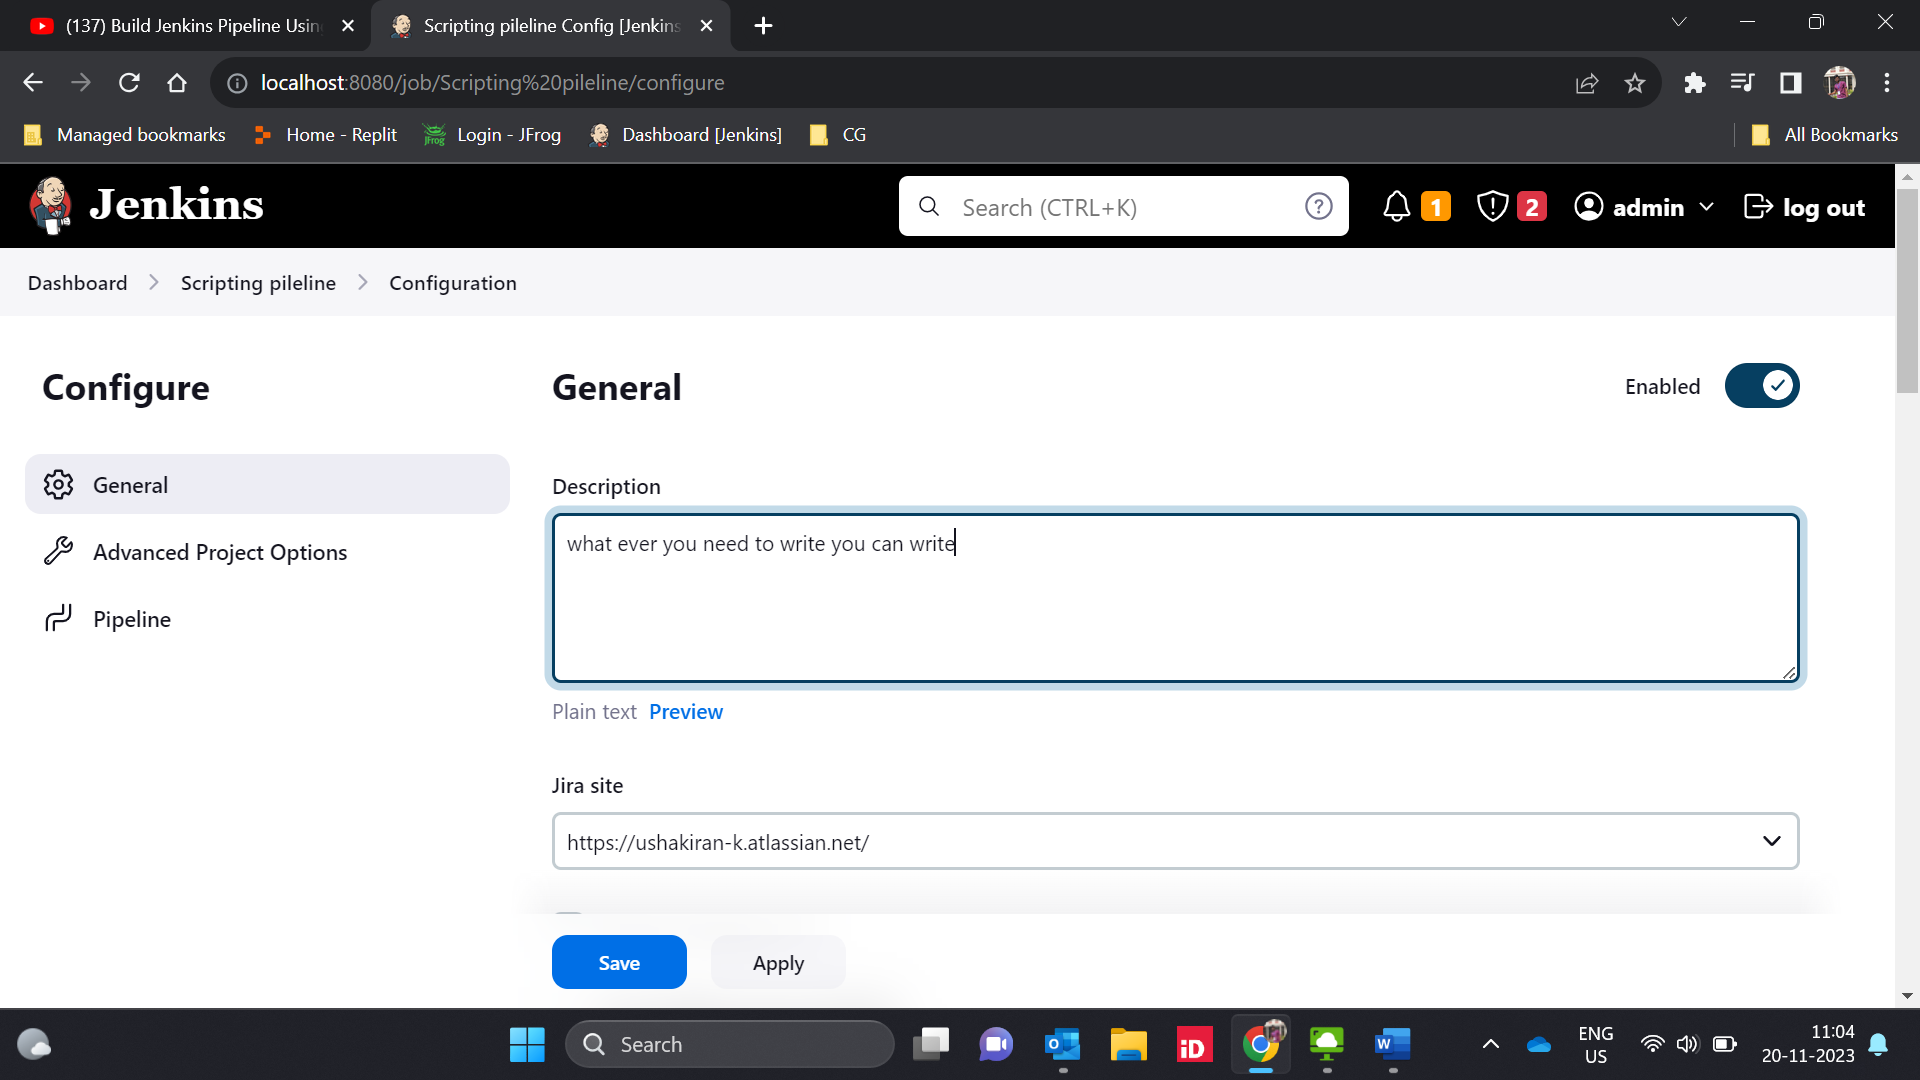 (137) Build Jenkins Pipeline Usin
Scripting pileline Config [Jenkins
localhost:8080/job/Scripting%20pileline/configure
Managed bookmarks
Home - Replit
Login - JFrog
Dashboard [Jenkins]
CG
All Bookmarks
Jenkins
Search (CTRL+K)
1
2
admin
log out
Dashboard
Scripting pileline
Configuration
Configure
General
Advanced Project Options
Pipeline
General
Enabled
Description
what ever you need to write you can write
Plain text Preview
Jira site
https://ushakiran-k.atlassian.net/
Save
Apply
Search
ENG
US
11:04
20-11-2023